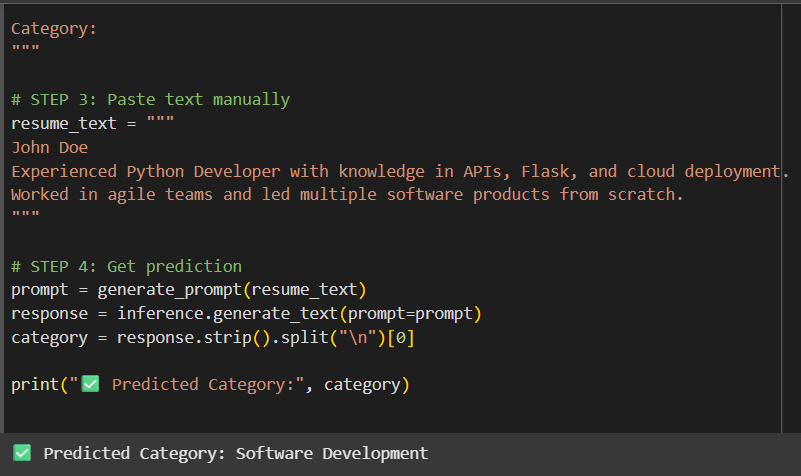 Category:
"""
# STEP 3: Paste text manually
resume_text = """
John Doe
Experienced Python Developer with knowledge in APIs, Flask, and cloud deployment.
Worked in agile teams and led multiple software products from scratch.
"""
# STEP 4: Get prediction
prompt = generate_prompt(resume_text)
response = inference.generate_text(prompt=prompt)
category = response.strip().split("\n")[0]
print("✅ Predicted Category:", category)
✅ Predicted Category: Software Development